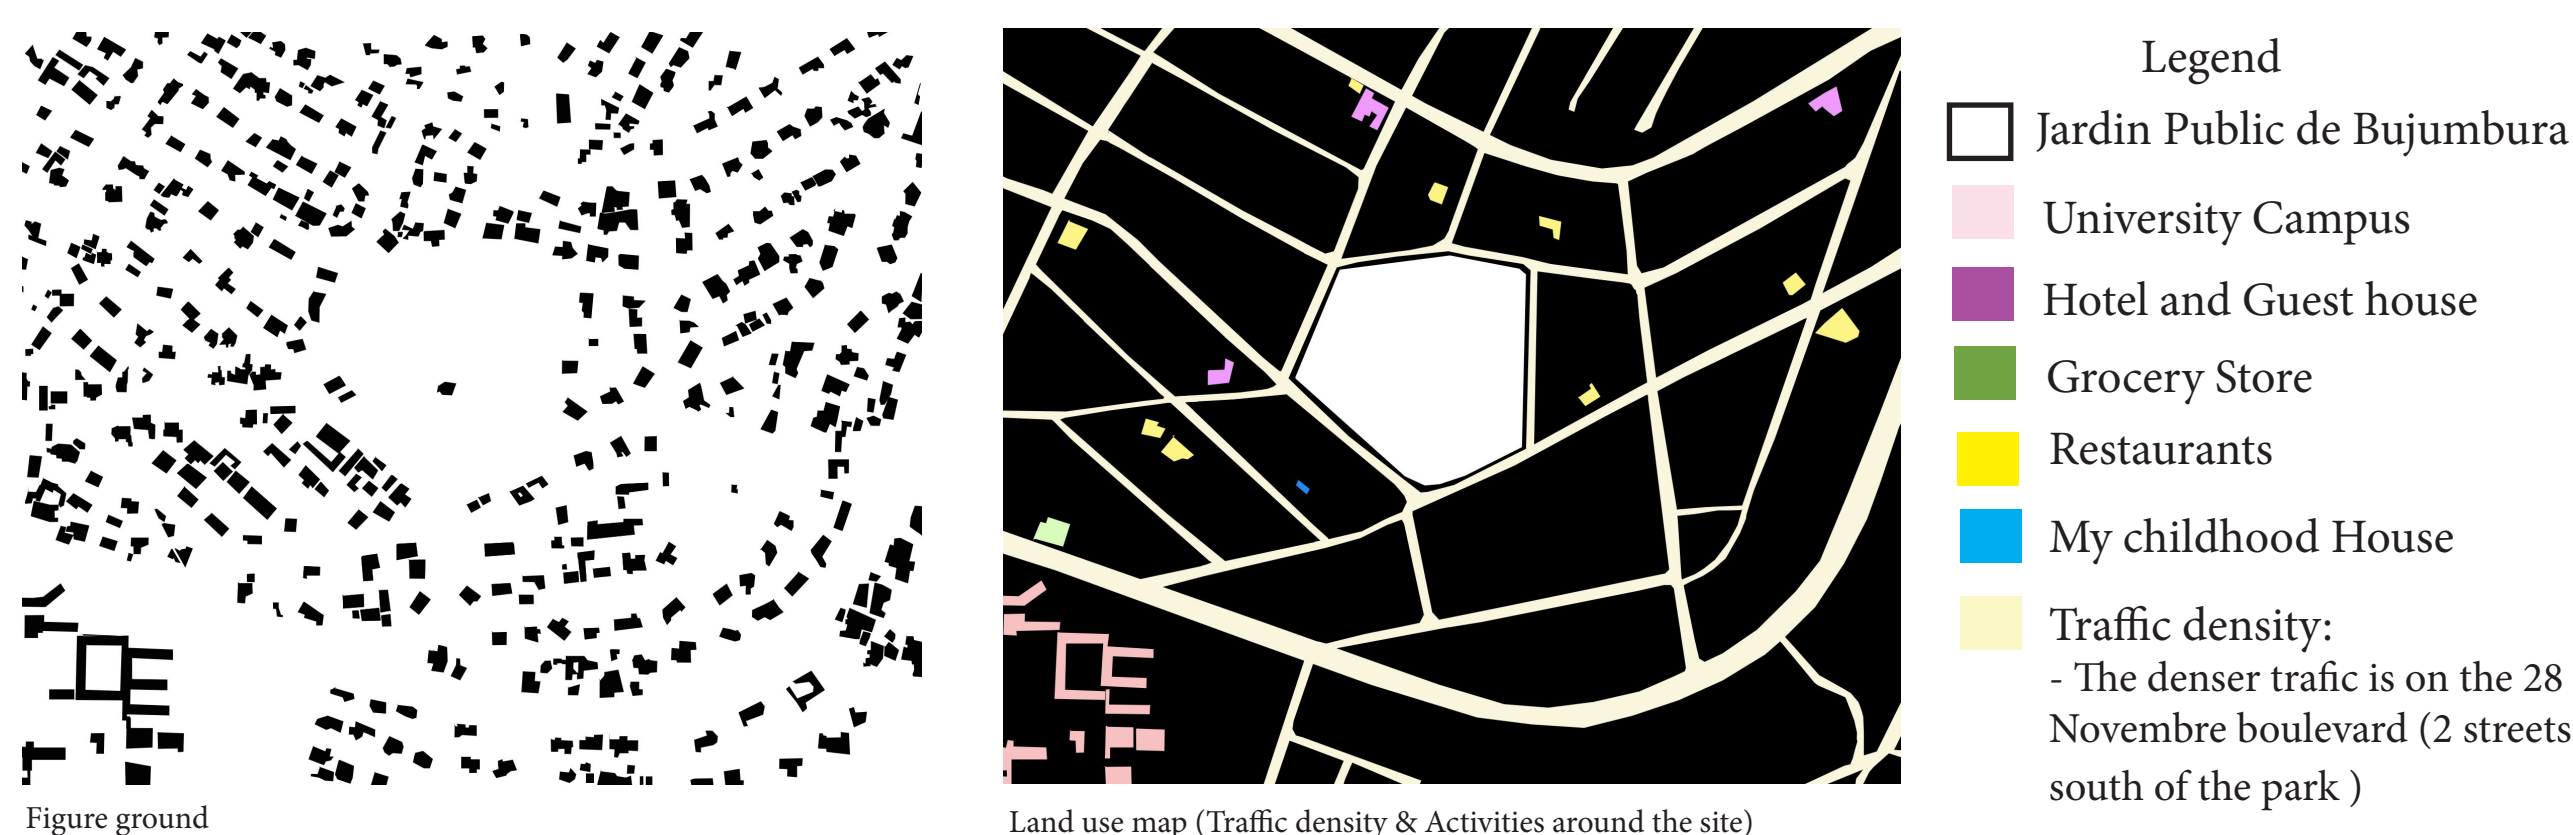 Figure ground
Land use map (Traffic density & Activities around the site)
Legend
Jardin Public de Bujumbura
University Campus
Hotel and Guest house
Grocery Store
Restaurants
My childhood House
Traffic density:
- The denser trafic is on the 28
Novembre boulevard (2 streets
south of the park )